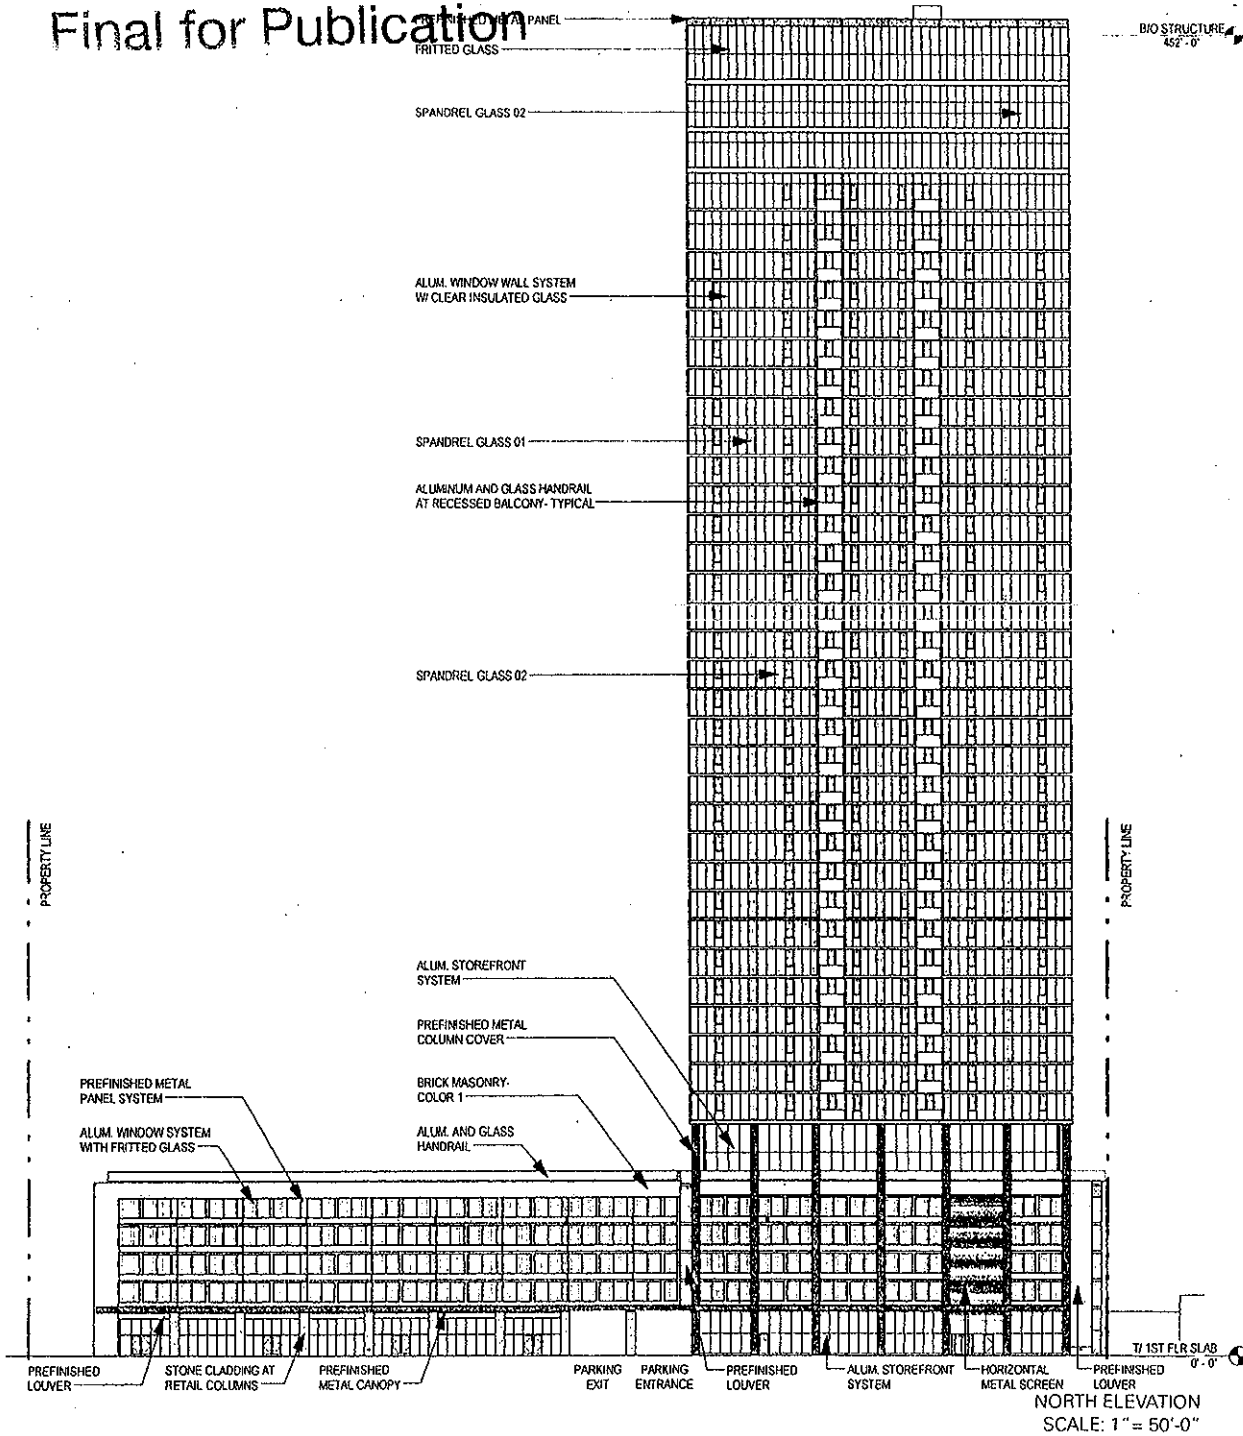 Final for Publication
PREFINISHED METAL PANEL
FRITTED GLASS
B/O STRUCTURE
452'-0"
SPANDREL GLASS 02
ALUM. WINDOW WALL SYSTEM
W/ CLEAR INSULATED GLASS
SPANDREL GLASS 01
ALUMINUM AND GLASS HANDRAIL
AT RECESSED BALCONY- TYPICAL
SPANDREL GLASS 02
PROPERTY LINE
PROPERTY LINE
ALUM. STOREFRONT
SYSTEM
PREFINISHED METAL
COLUMN COVER
PREFINISHED METAL
PANEL SYSTEM
BRICK MASONRY-
COLOR 1
ALUM. WINDOW SYSTEM
WITH FRITTED GLASS
ALUM. AND GLASS
HANDRAIL
T/ 1ST FLR SLAB
0'-0'
PREFINISHED
LOUVER
STONE CLADDING AT
RETAIL COLUMNS
PREFINISHED
METAL CANOPY
PARKING
EXIT
PARKING
ENTRANCE
PREFINISHED
LOUVER
ALUM. STOREFRONT
SYSTEM
HORIZONTAL
METAL SCREEN
PREFINISHED
LOUVER
NORTH ELEVATION
SCALE: 1"= 50'-0"